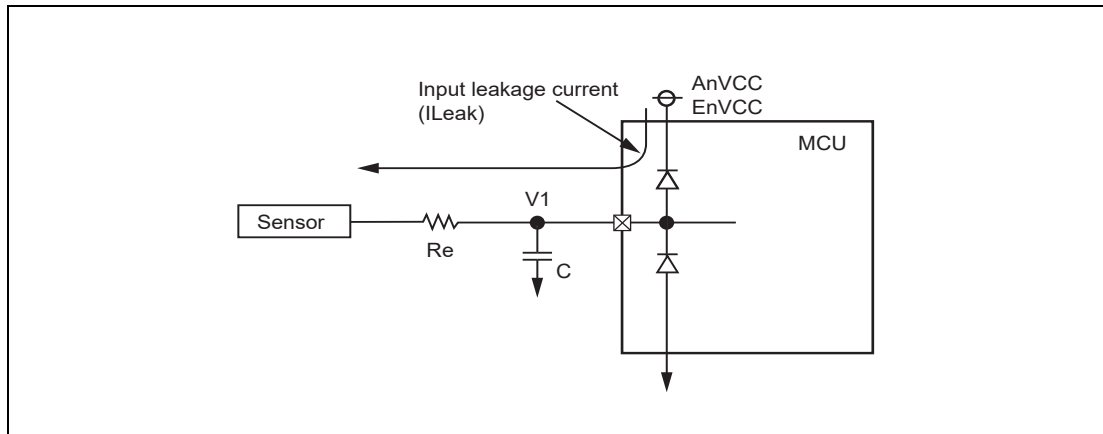 Input leakage current
(ILeak)
AnVCC
EnVCC
MCU
V1
Sensor
Re
C